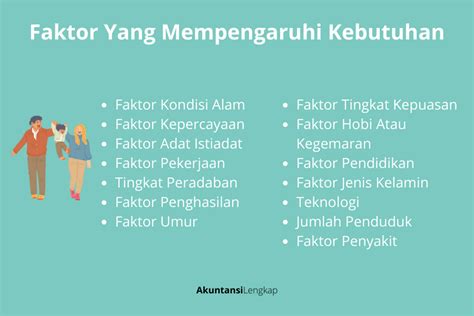 Faktor Yang Mempengaruhi Kebutuhan
• Faktor Kondisi Alam
• Faktor Kepercayaan
• Faktor Adat Istiadat
• Faktor Pekerjaan
• Tingkat Peradaban
• Faktor Penghasilan
• Faktor Umur
• Faktor Tingkat Kepuasan
• Faktor Hobi Atau
Kegemaran
• Faktor Pendidikan
• Faktor Jenis Kelamin
• Teknologi
• Jumlah Penduduk
• Faktor Penyakit
AkuntansiLengkap